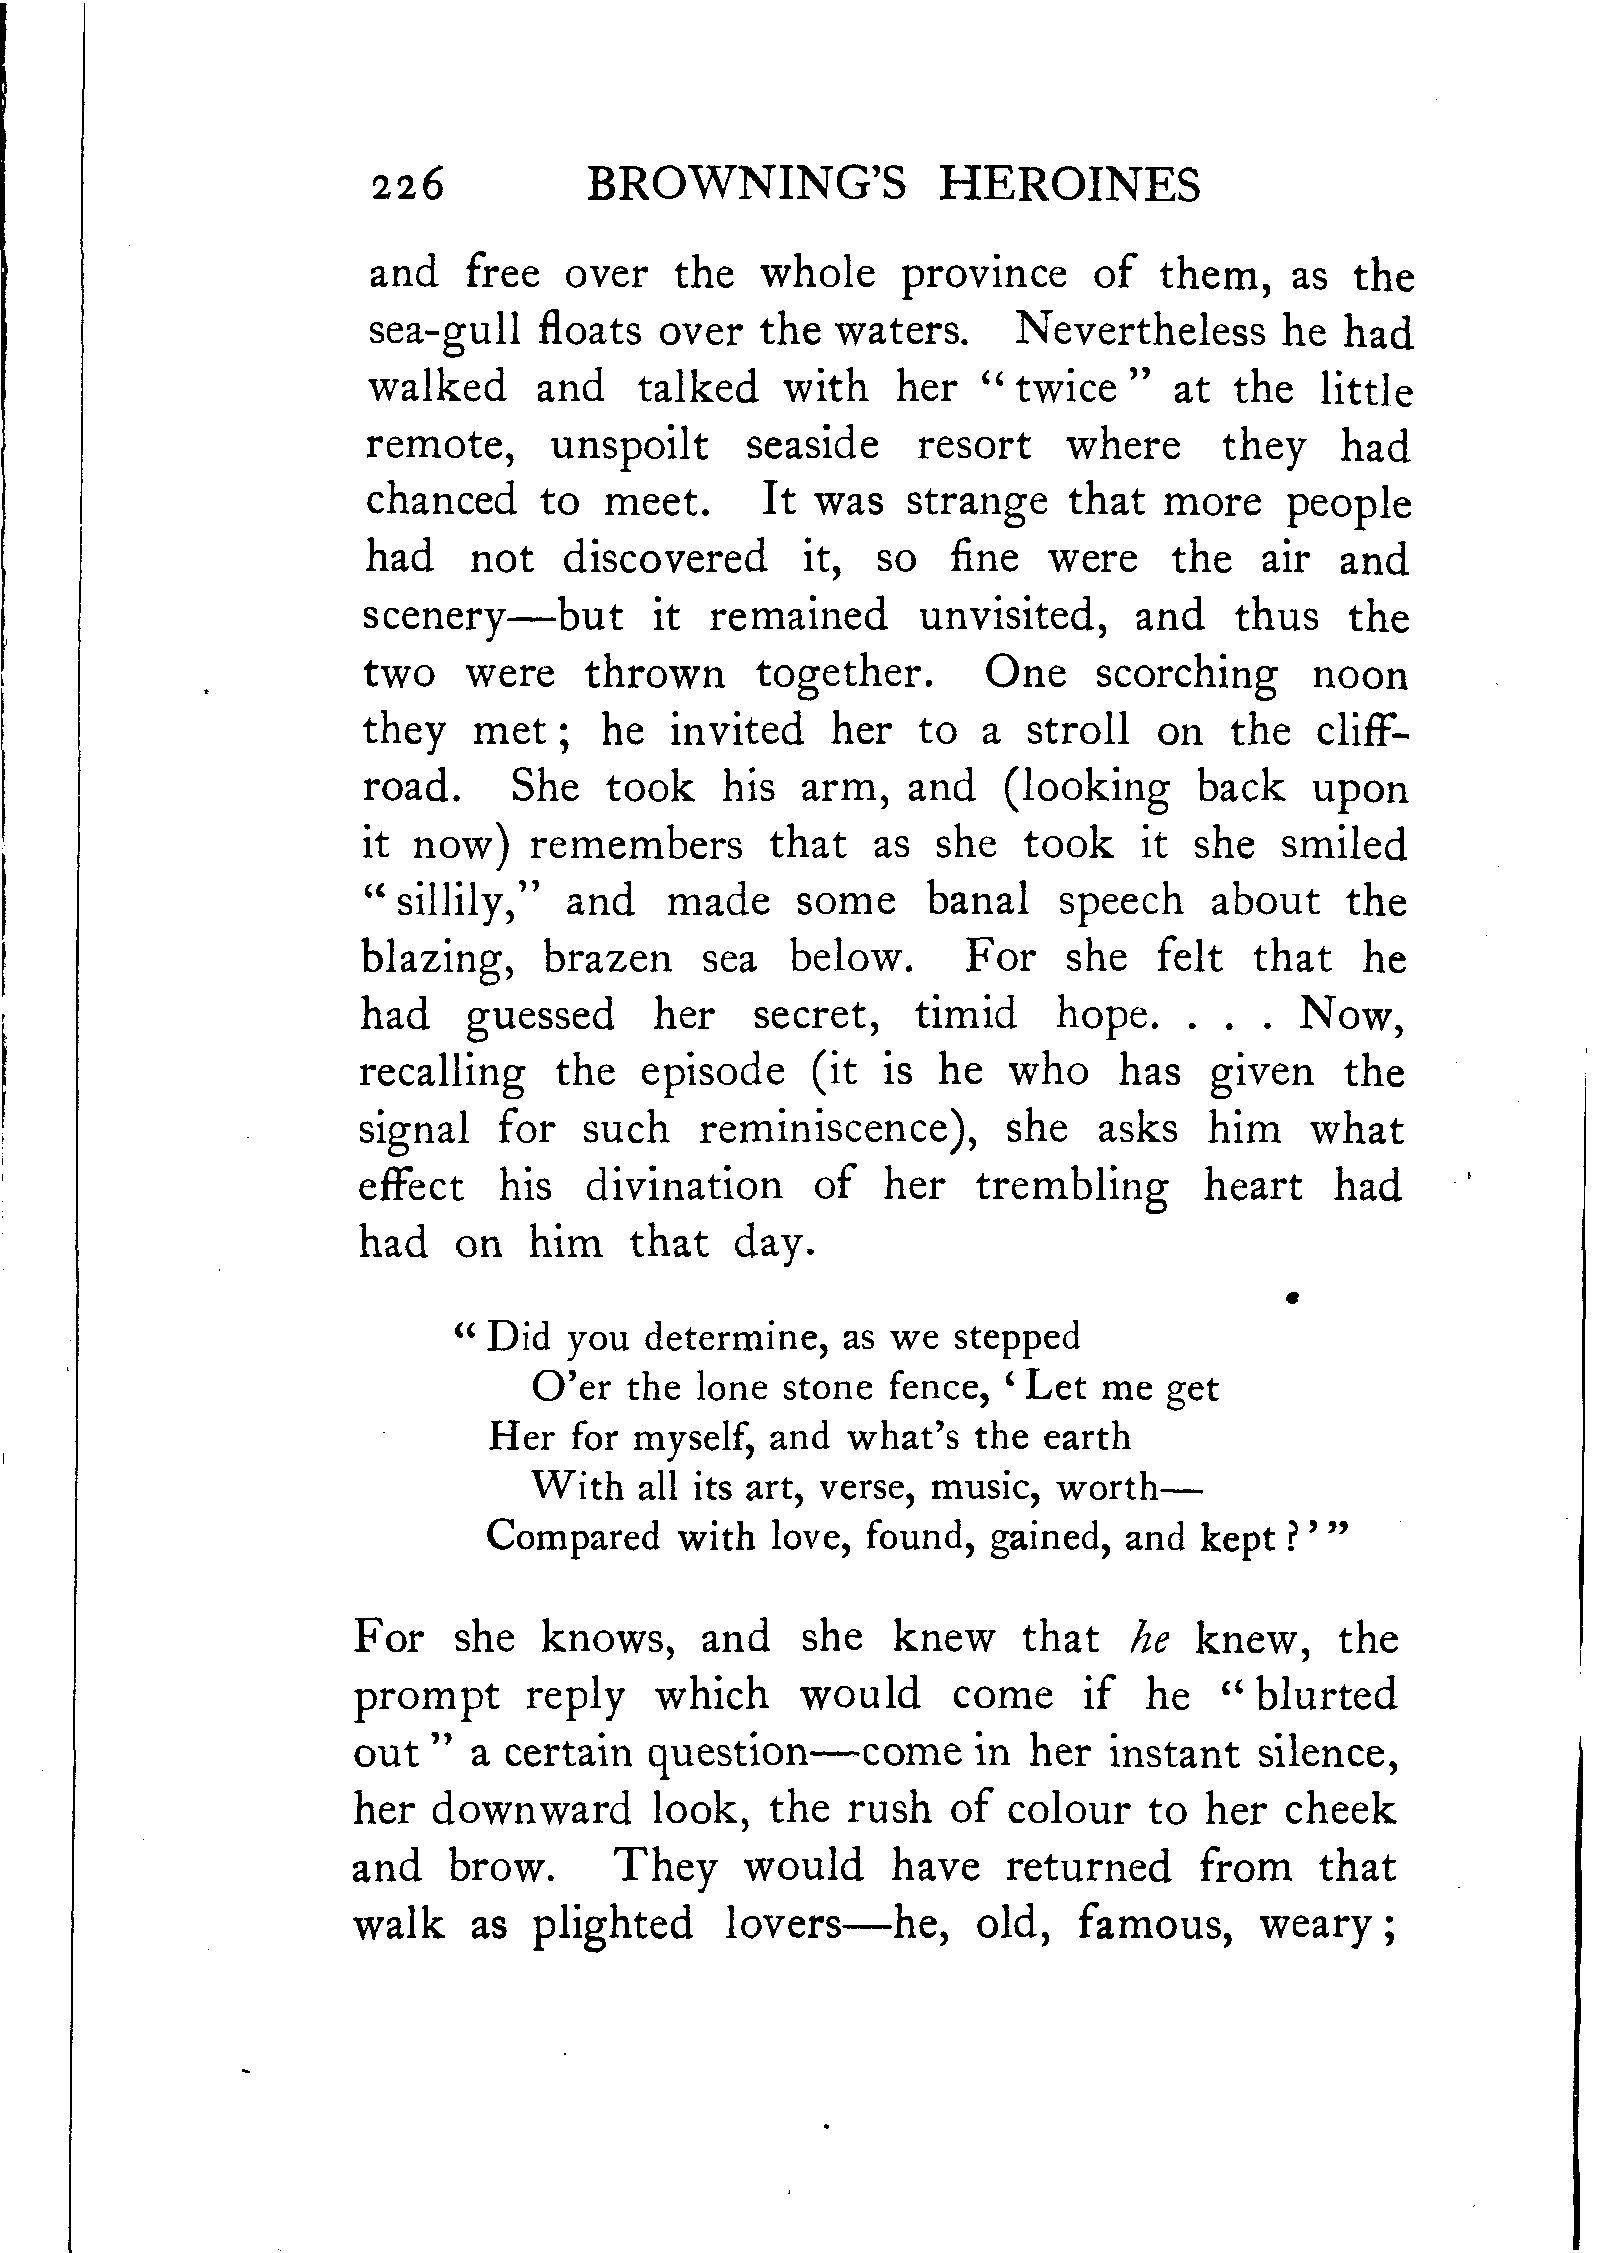 226 BROWNING'S HEROINES
and free over the whole province of them, as the
sea-gull floats over the waters. Nevertheless he had
walked and talked with her “ twice ” at the little
remote, unspoilt seaside resort where they had
chanced to meet. It was strange that more people
had not discovered it, so fine were the air and
scenery—but it remained unvisited, and thus the
two were thrown together. One scorching noon
they met ; he invited her to a stroll on the cliff-
road. She took his arm, and (looking back upon
it now) remembers that as she took it she smiled
“ sillily,” and made some banal speech about the
blazing, brazen sea below. For she felt that he
had guessed her secret, timid hope. . . . Now,
recalling the episode (it is he who has given the
signal for such reminiscence), she asks him what
effect his divination of her trembling heart had
had on him that day.
“ Did you determine, as we stepped
O'er the lone stone fence, ‘ Let me get
Her for myself, and what's the earth
With all its art, verse, music, worth—
Compared with love, found, gained, and kept ? ’ ”
For she knows, and she knew that he knew, the
prompt reply which would come if he “ blurted
out ” a certain question—come in her instant silence,
her downward look, the rush of colour to her cheek
and brow. They would have returned from that
walk as plighted lovers—he, old, famous, weary ;